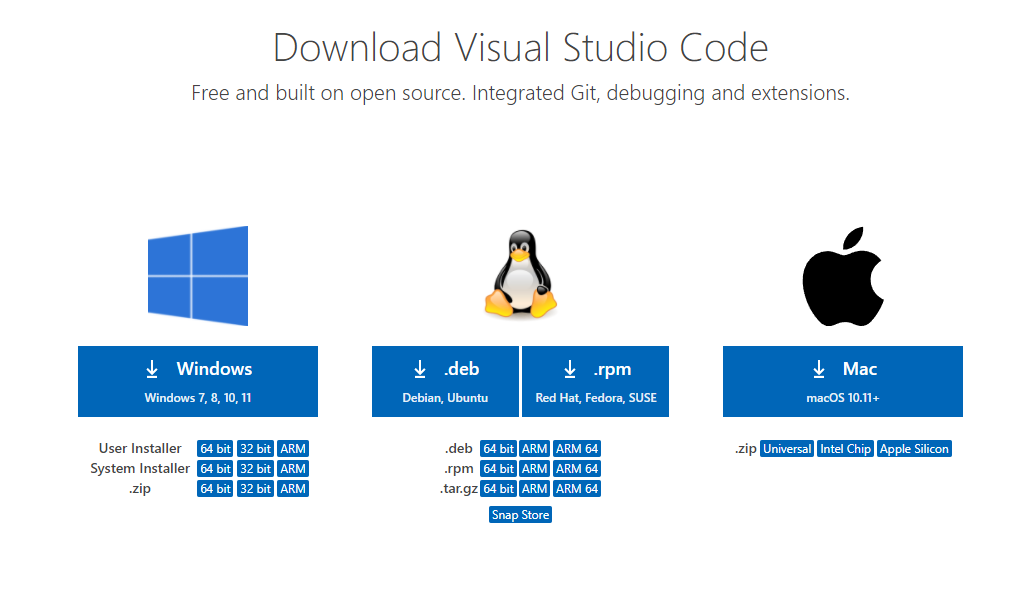 Download Visual Studio Code
Free and built on open source. Integrated Git, debugging and extensions.
Windows
Windows 7, 8, 10, 11
User Installer 64 bit 32 bit ARM
System Installer 64 bit 32 bit ARM
.zip 64 bit 32 bit ARM
.deb
Debian, Ubuntu
.rpm
Red Hat, Fedora, SUSE
.deb 64 bit ARM ARM 64
.rpm 64 bit ARM ARM 64
.tar.gz 64 bit ARM ARM 64
Snap Store
Mac
macOS 10.11+
.zip Universal Intel Chip Apple Silicon